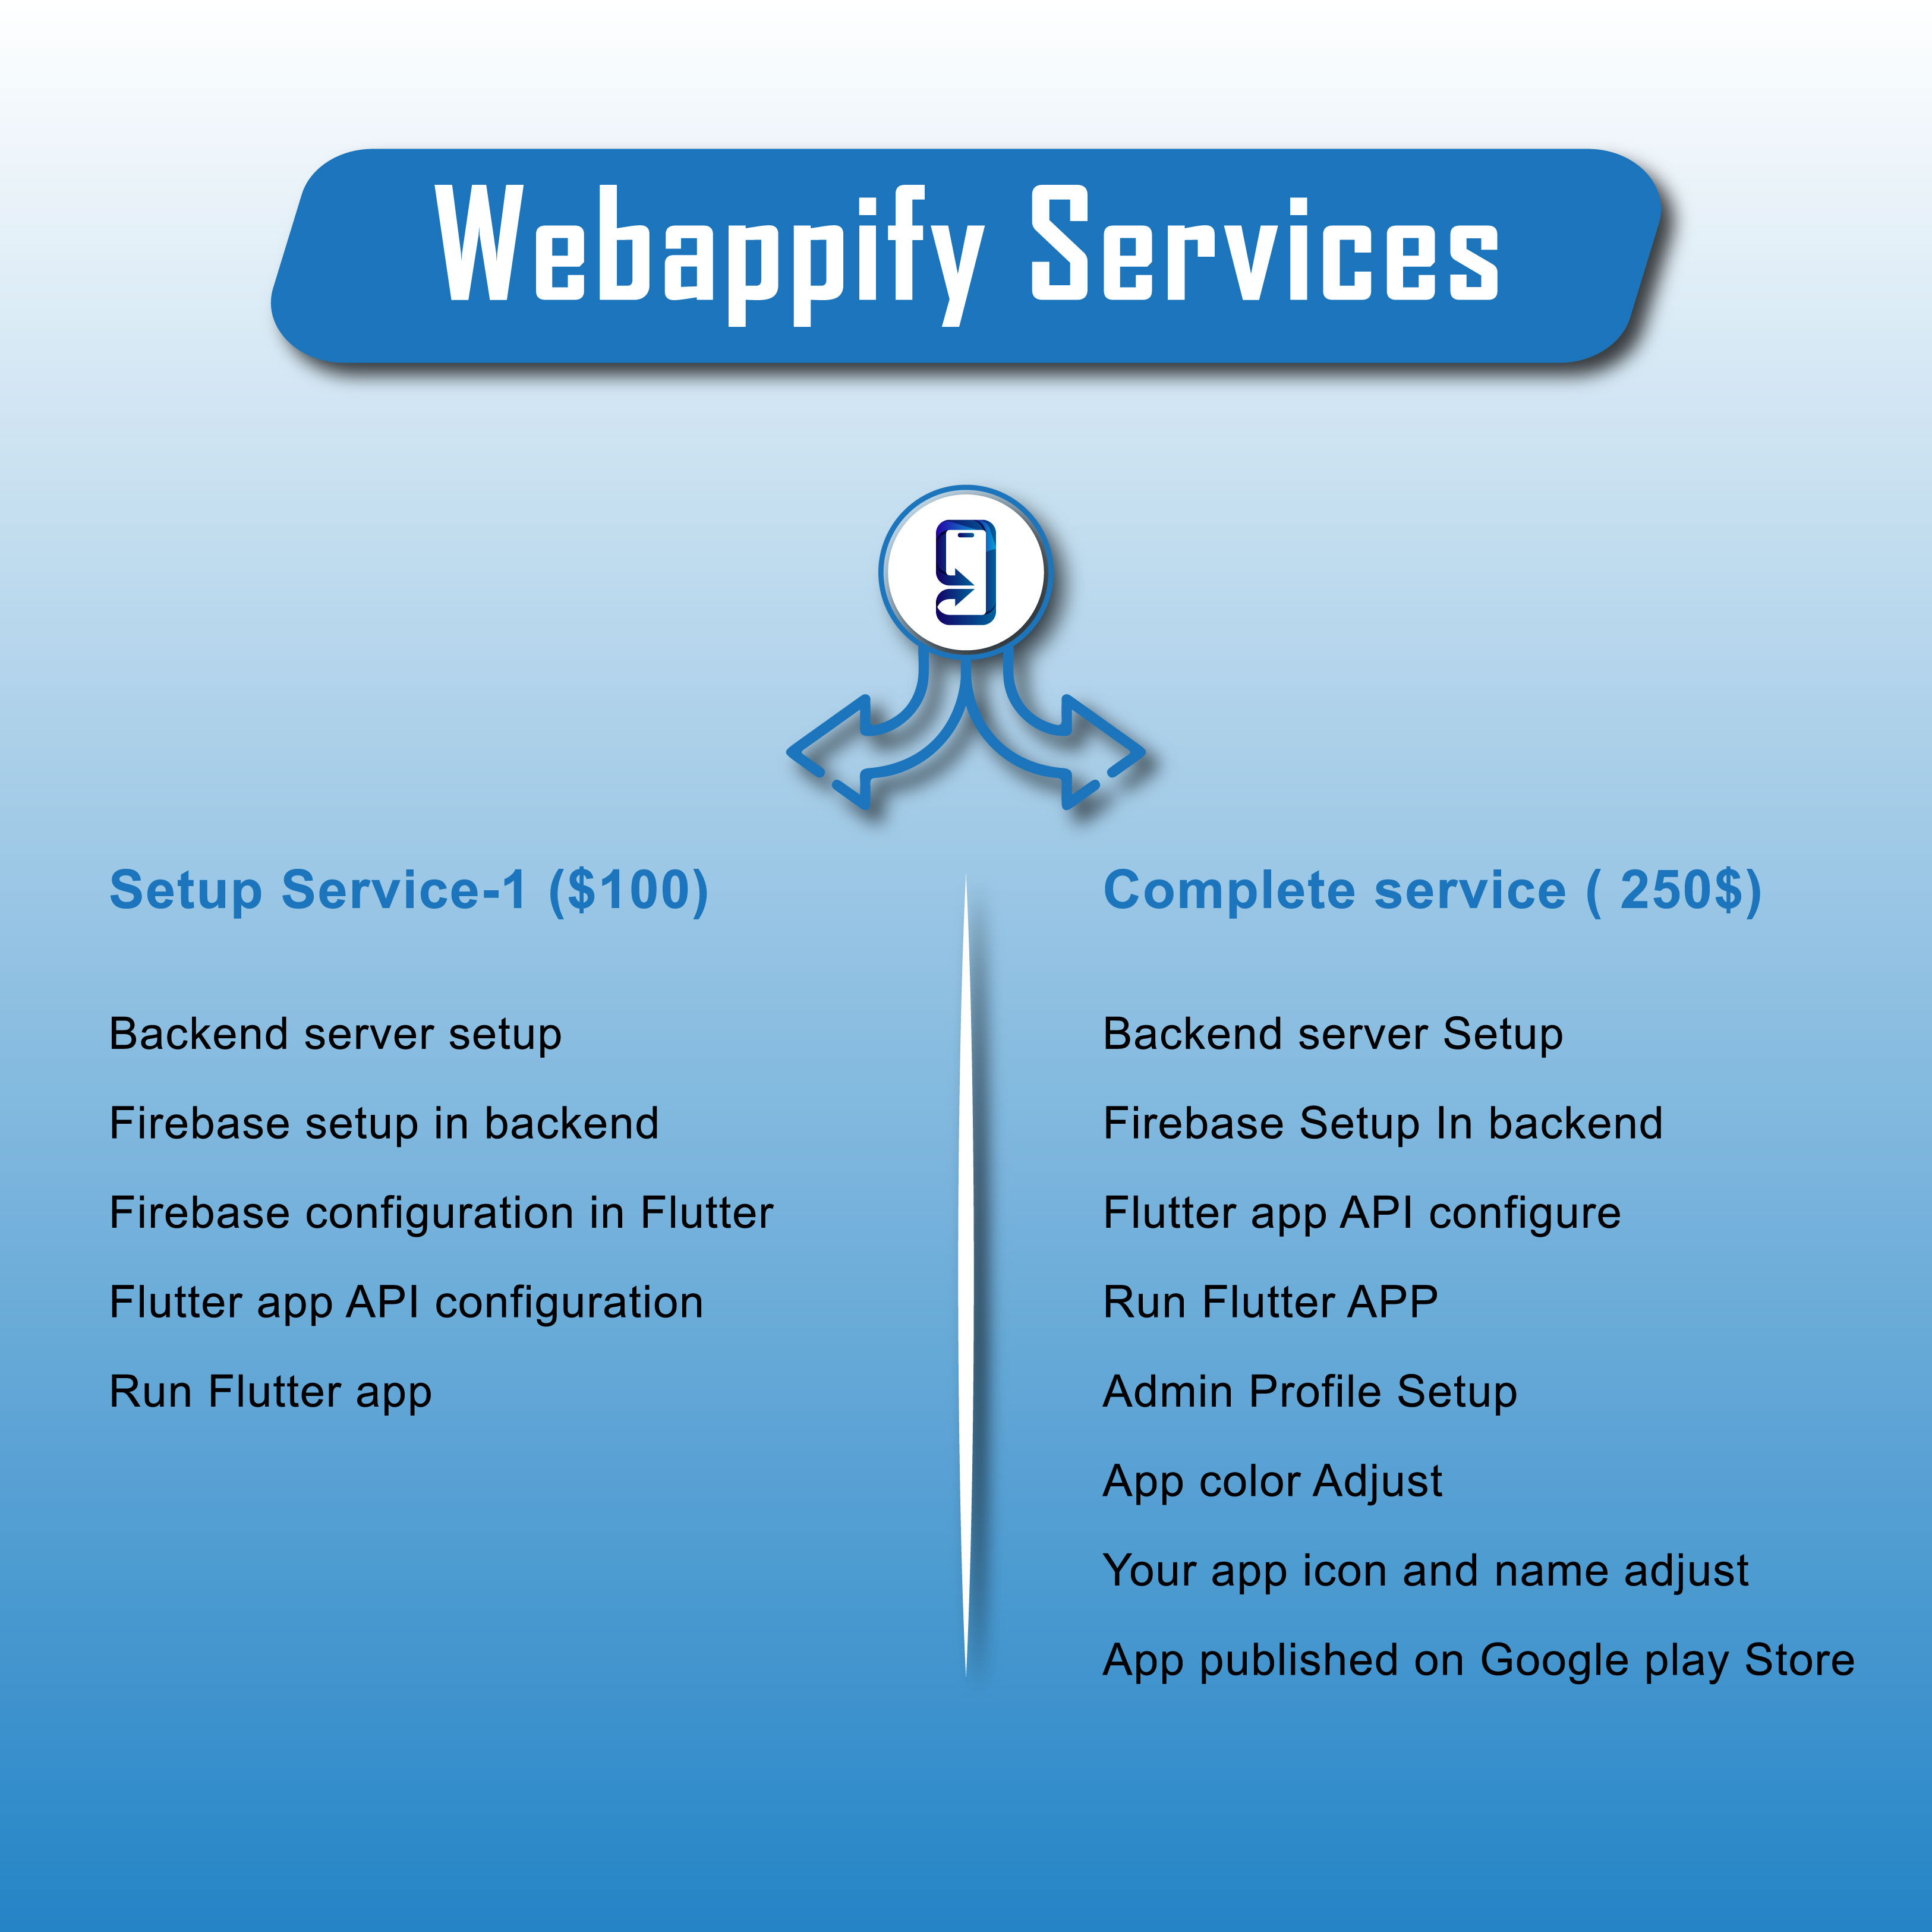 Webappify Services
Setup Service-1 ($100)
Backend server setup
Firebase setup in backend
Firebase configuration in Flutter
Flutter app API configuration
Run Flutter app
Complete service ( 250$)
Backend server Setup
Firebase Setup In backend
Flutter app API configure
Run Flutter APP
Admin Profile Setup
App color Adjust
Your app icon and name adjust
App published on Google play Store